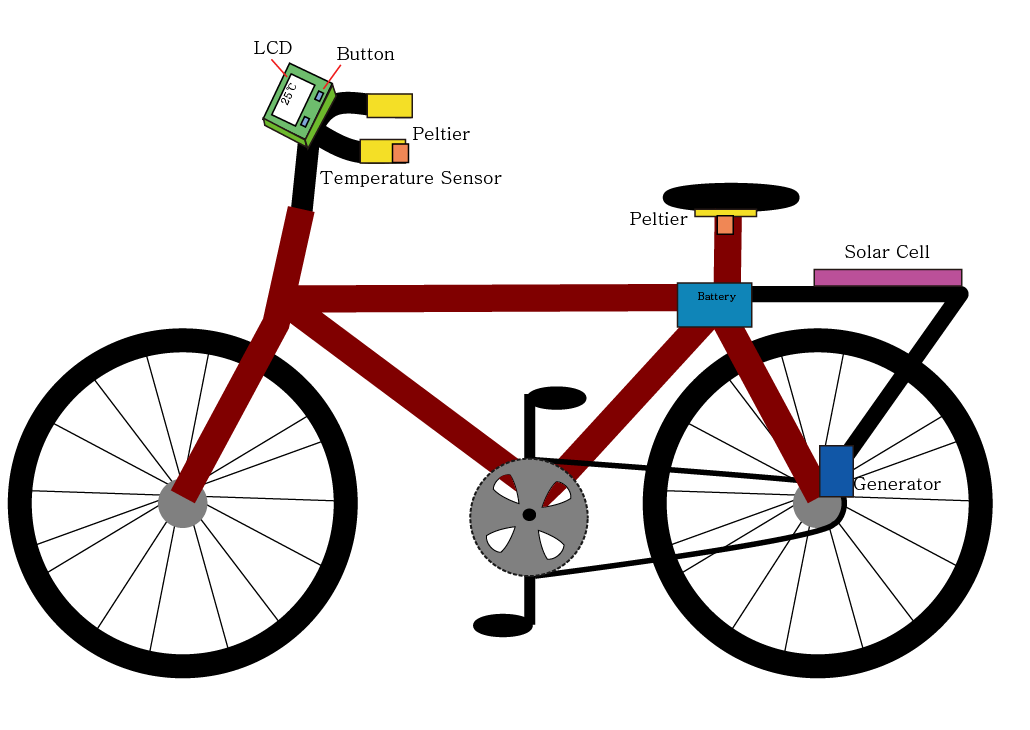 LCD
Button
25℃
Peltier
Temperature Sensor
Peltier
Solar Cell
Battery
Generator